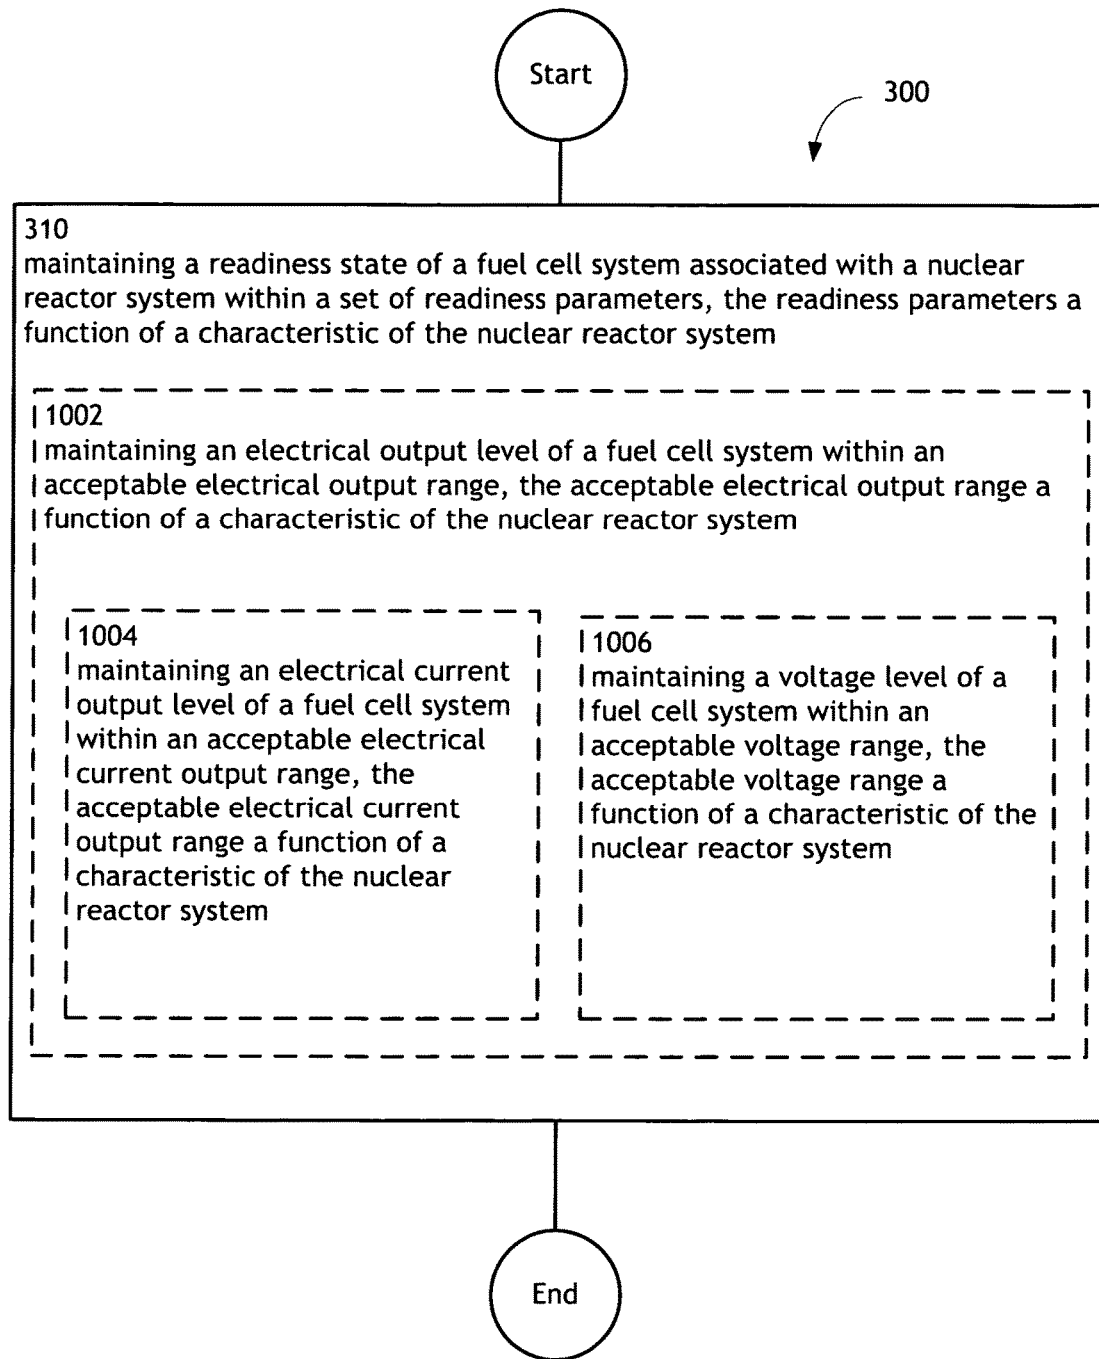 Start
300
310
maintaining a readiness state of a fuel cell system associated with a nuclear
reactor system within a set of readiness parameters, the readiness parameters a
function of a characteristic of the nuclear reactor system
1002
maintaining an electrical output level of a fuel cell system within an
acceptable electrical output range, the acceptable electrical output range a
function of a characteristic of the nuclear reactor system
1004
maintaining an electrical current
output level of a fuel cell system
within an acceptable electrical
current output range, the
acceptable electrical current
output range a function of a
characteristic of the nuclear
reactor system
1006
maintaining a voltage level of a
fuel cell system within an
acceptable voltage range, the
acceptable voltage range a
function of a characteristic of the
nuclear reactor system
End